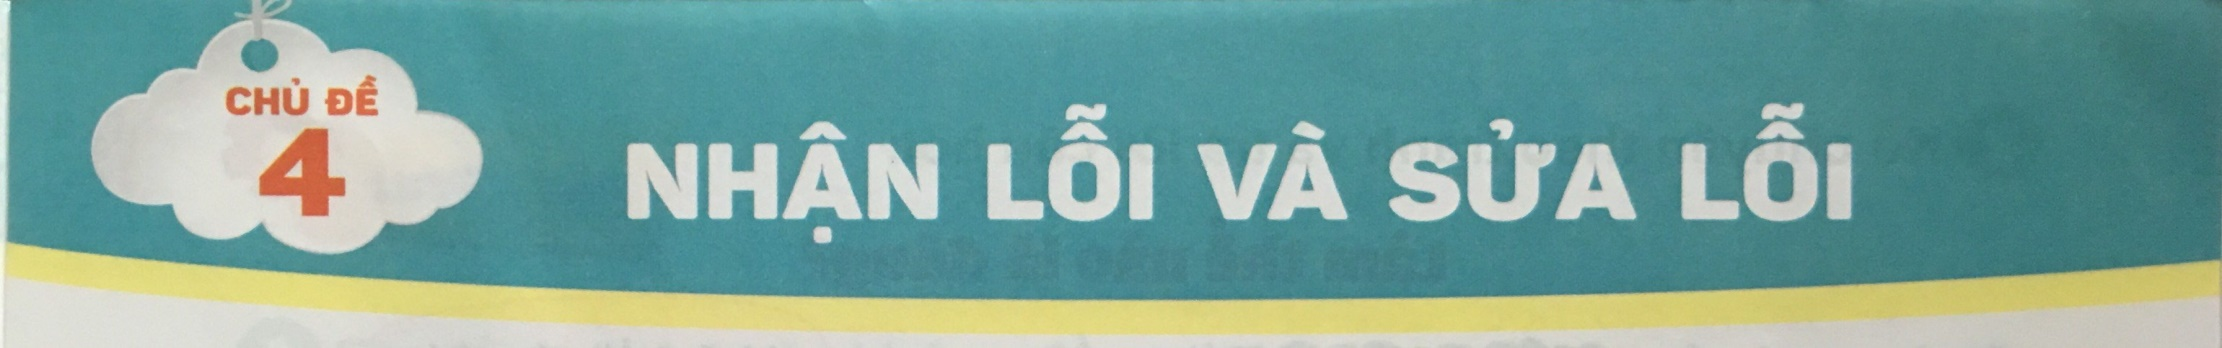 CHỦ ĐỀ
4
NHẬN LỖI VÀ SỬA LỖI